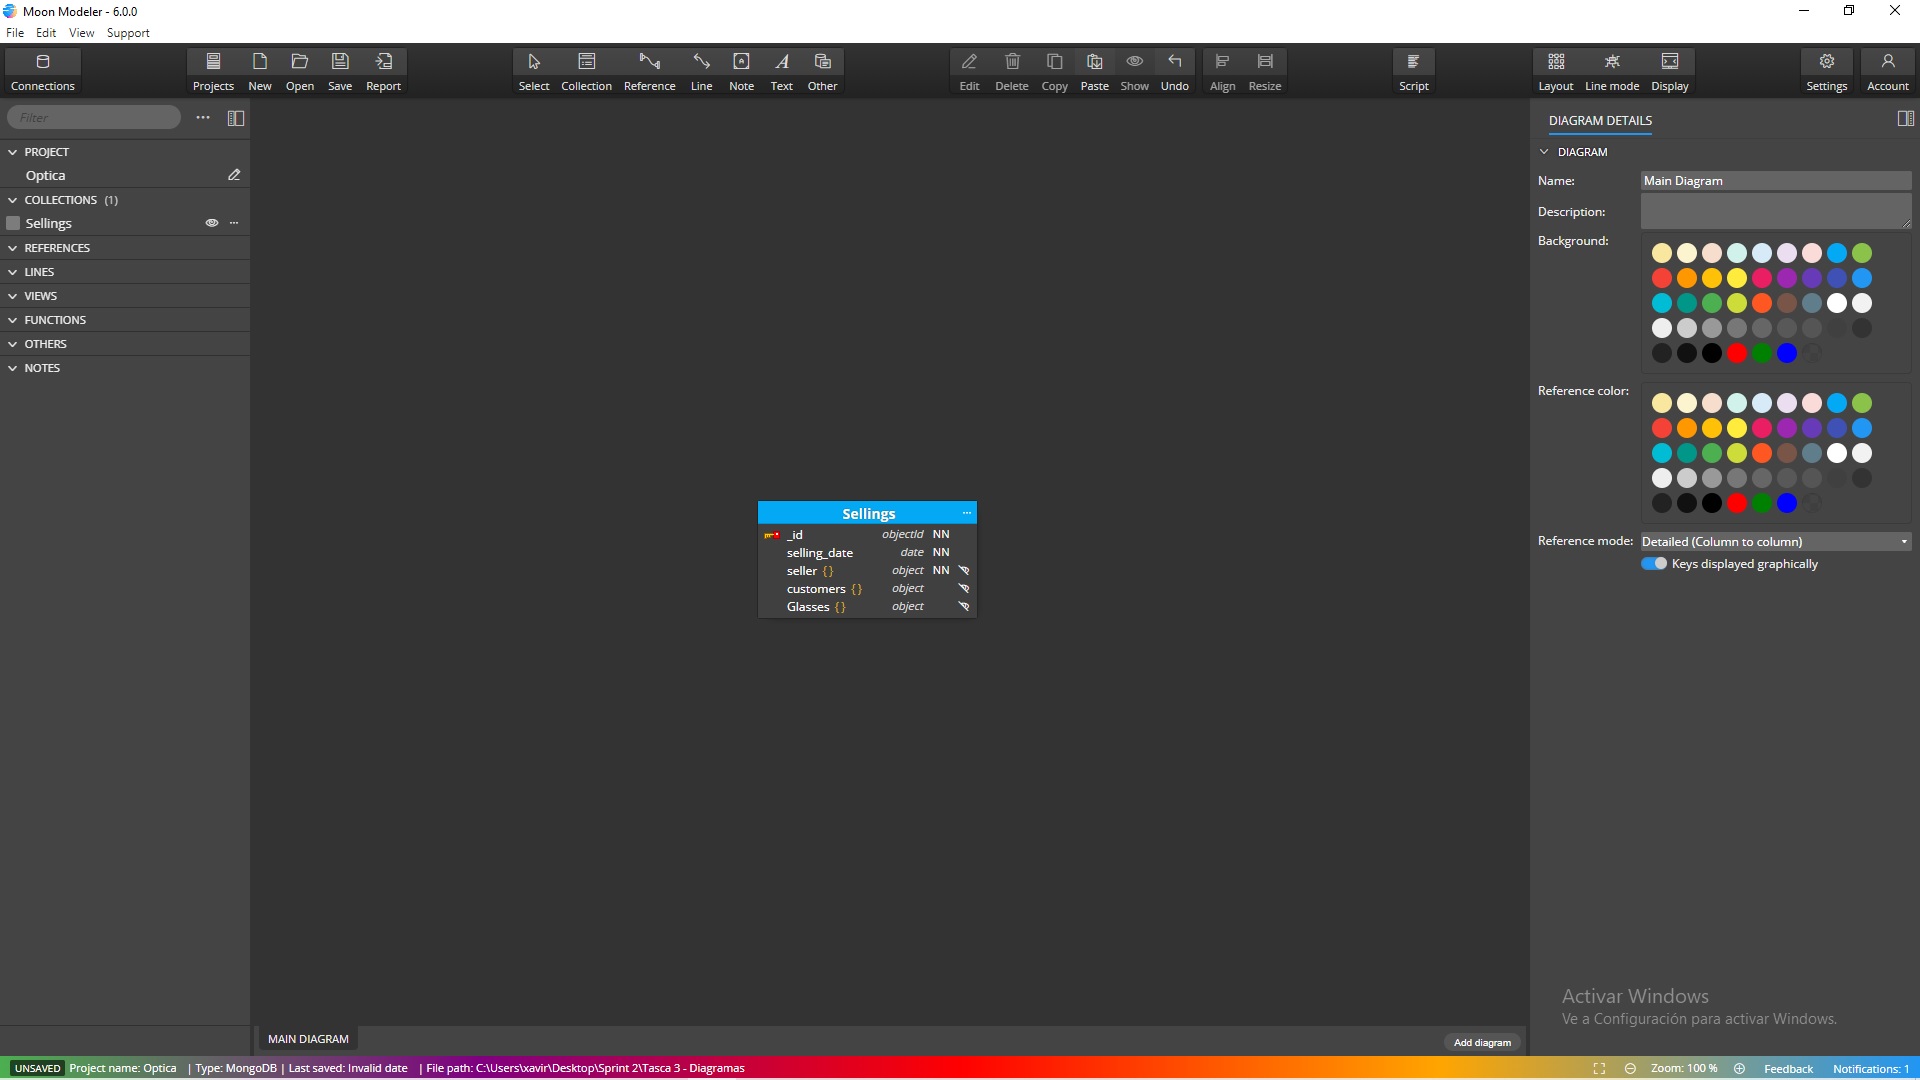 Moon Modeler - 6.0.0
File Edit View Support
Connections Projects New Open Save Report Select Collection Reference Line Note Text Other Edit Delete Copy Paste Show Undo Align Resize Script Layout Line mode Display Settings Account
Filter
PROJECT
Optica
COLLECTIONS (1)
Sellings
REFERENCES
LINES
VIEWS
FUNCTIONS
OTHERS
NOTES
Sellings
_id objectId NN
selling_date date NN
seller {} object NN
customers {} object
Glasses {} object
MAIN DIAGRAM
Add diagram
DIAGRAM DETAILS
DIAGRAM
Name: Main Diagram
Description:
Background:
Reference color:
Reference mode: Detailed (Column to column)
Keys displayed graphically
Activar Windows
Ve a Configuración para activar Windows.
UNSAVED Project name: Optica | Type: MongoDB | Last saved: Invalid date | File path: C:\Users\xavir\Desktop\Sprint 2\Tasca 3 - Diagramas
Zoom: 100 % Feedback Notifications: 1